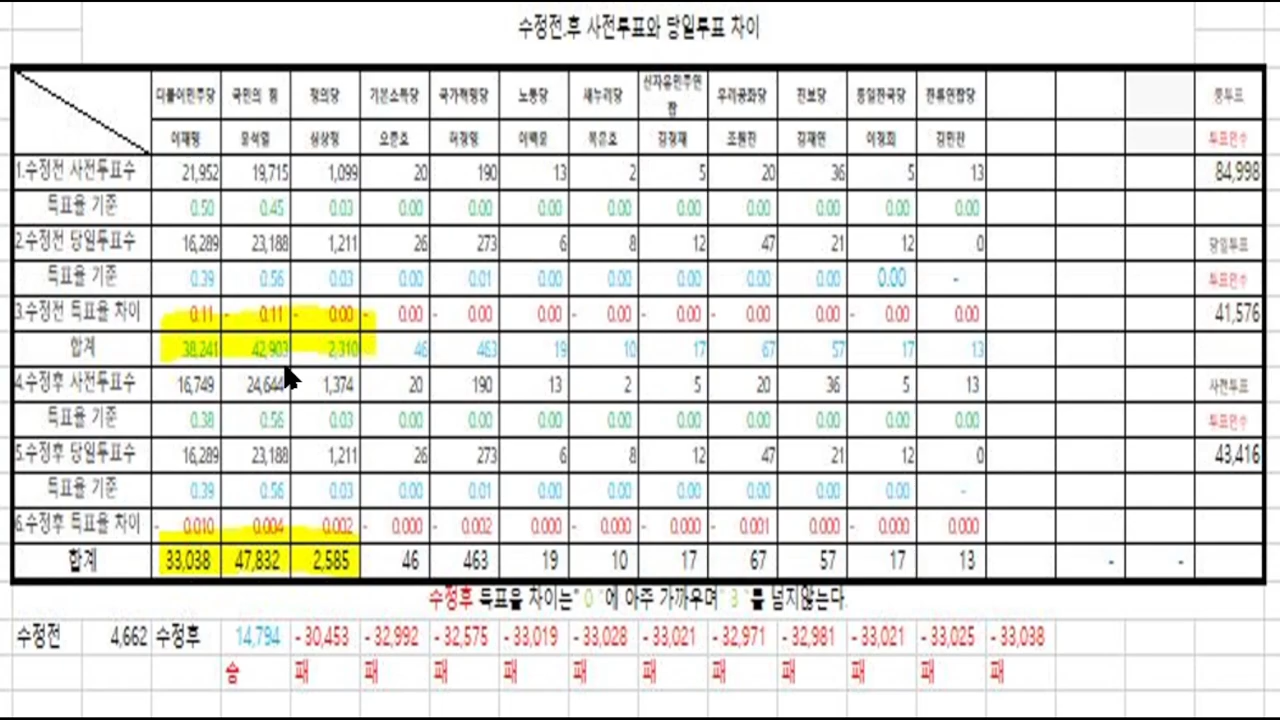 수정전.후 사전투표와 당일투표 차이
더불어민주당 국민의 힘 정의당 기본소득당 국가혁명당 노동당 새누리당 신자유민주연합 우리공화당 진보당 통일한국당 한류연합당 총투표
이재명 윤석열 심상정 오준호 허경영 이백윤 옥은호 김경재 조원진 김재연 이경희 김민찬 투표인수
1.수정전 사전투표수 21,952 19,715 1,099 20 190 13 2 5 20 36 5 13 84,998
득표율 기준 0.50 0.45 0.03 0.00 0.00 0.00 0.00 0.00 0.00 0.00 0.00 0.00
2.수정전 당일투표수 16,289 23,188 1,211 26 273 6 8 12 47 21 12 0 당일투표
득표율 기준 0.39 0.56 0.03 0.00 0.01 0.00 0.00 0.00 0.00 0.00 0.00 - 투표인수
3.수정전 득표율 차이 0.11 - 0.11 - 0.00 - 0.00 - 0.00 0.00 - 0.00 - 0.00 - 0.00 0.00 - 0.00 0.00 41,576
합계 38,241 42,903 2,310 46 463 19 10 17 67 57 17 13
4.수정후 사전투표수 16,749 24,644 1,374 20 190 13 2 5 20 36 5 13 사전투표
득표율 기준 0.38 0.56 0.03 0.00 0.00 0.00 0.00 0.00 0.00 0.00 0.00 0.00 투표인수
5.수정후 당일투표수 16,289 23,188 1,211 26 273 6 8 12 47 21 12 0 43,416
득표율 기준 0.39 0.56 0.03 0.00 0.01 0.00 0.00 0.00 0.00 0.00 0.00 -
6.수정후 득표율 차이 - 0.010 0.004 0.002 - 0.000 - 0.002 0.000 - 0.000 - 0.000 - 0.001 0.000 - 0.000 0.000
합계 33,038 47,832 2,585 46 463 19 10 17 67 57 17 13 - -
수정후 득표율 차이는" 0 "에 아주 가까우며" 3 "를 넘지않는다.
수정전 4,662 수정후 14,794 - 30,453 - 32,992 - 32,575 - 33,019 - 33,028 - 33,021 - 32,971 - 32,981 - 33,021 - 33,025 - 33,038
승 패 패 패 패 패 패 패 패 패 패 패